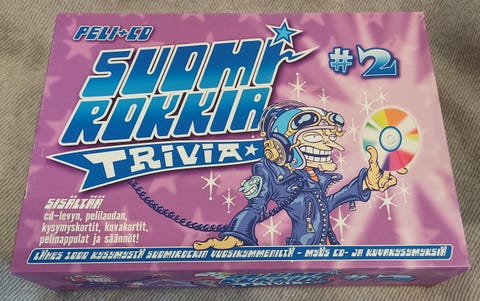 PELI+CD
SUOMI
ROKKIA
TRIVIA
#2
SISÄLTÄÄ
cd-levyn, pelilaudan,
kysymyskortit, kuvakortit,
pelinappulat ja säännöt!
LÄHES 1000 KYSYMYSTÄ SUOMIROCKIN VUOSIKYMMENILTÄ - MYÖS CD- JA KUVAKYSYMYKSIÄ